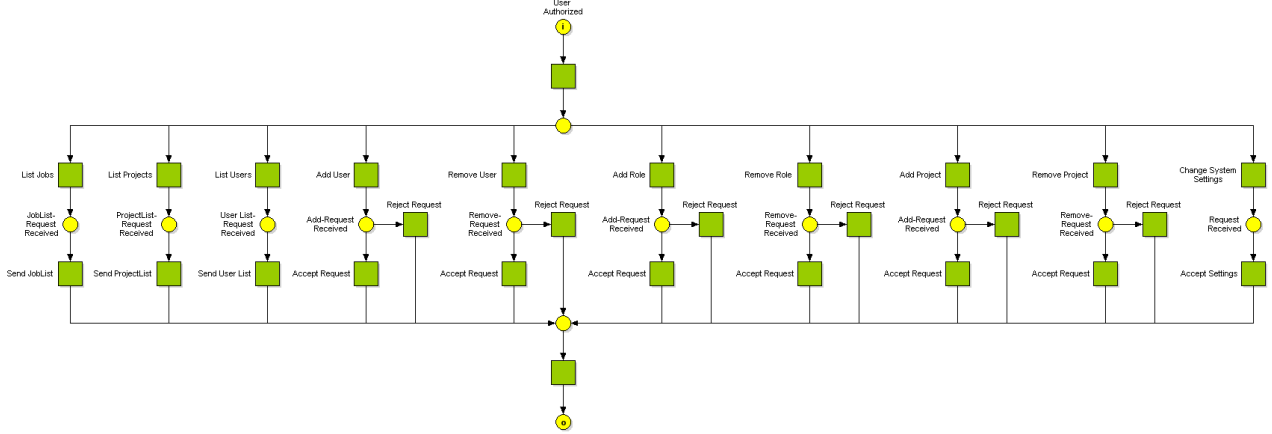 User
Authorized
i
List Jobs
List Projects
List Users
Add User
Remove User
Add Role
Remove Role
Add Project
Remove Project
Change System
Settings
JobList-
Request
Received
ProjectList-
Request
Received
User List-
Request
Received
Add-Request
Received
Reject Request
Remove-
Request
Received
Reject Request
Add-Request
Received
Reject Request
Remove-
Request
Received
Reject Request
Add-Request
Received
Reject Request
Remove-
Request
Received
Reject Request
Request
Received
Send JobList
Send ProjectList
Send User List
Accept Request
Accept Request
Accept Request
Accept Request
Accept Request
Accept Request
Accept Settings
o